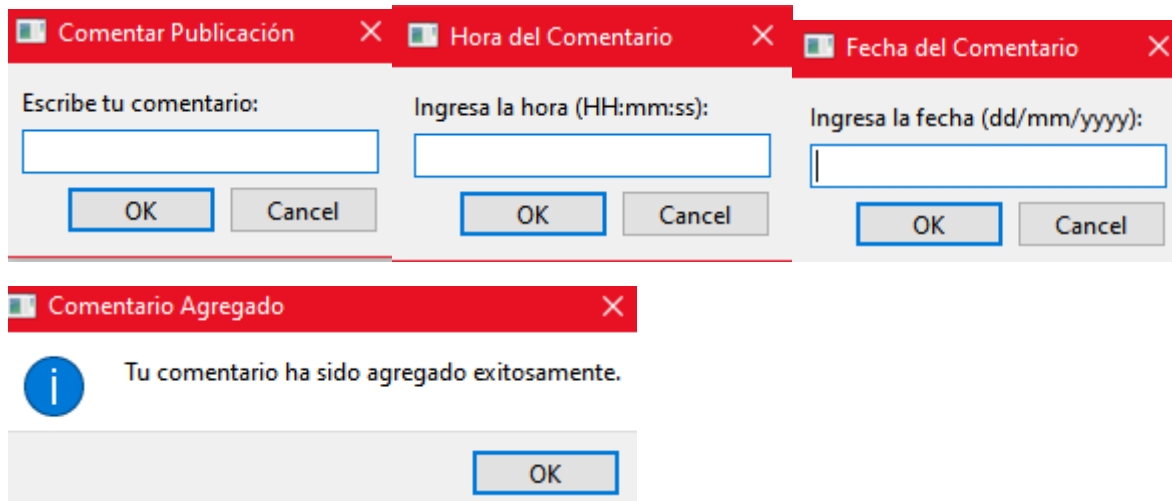 Comentar Publicación
Escribe tu comentario:
OK Cancel
Hora del Comentario
Ingresa la hora (HH:mm:ss):
OK Cancel
Fecha del Comentario
Ingresa la fecha (dd/mm/yyyy):
OK Cancel
Comentario Agregado
Tu comentario ha sido agregado exitosamente.
OK